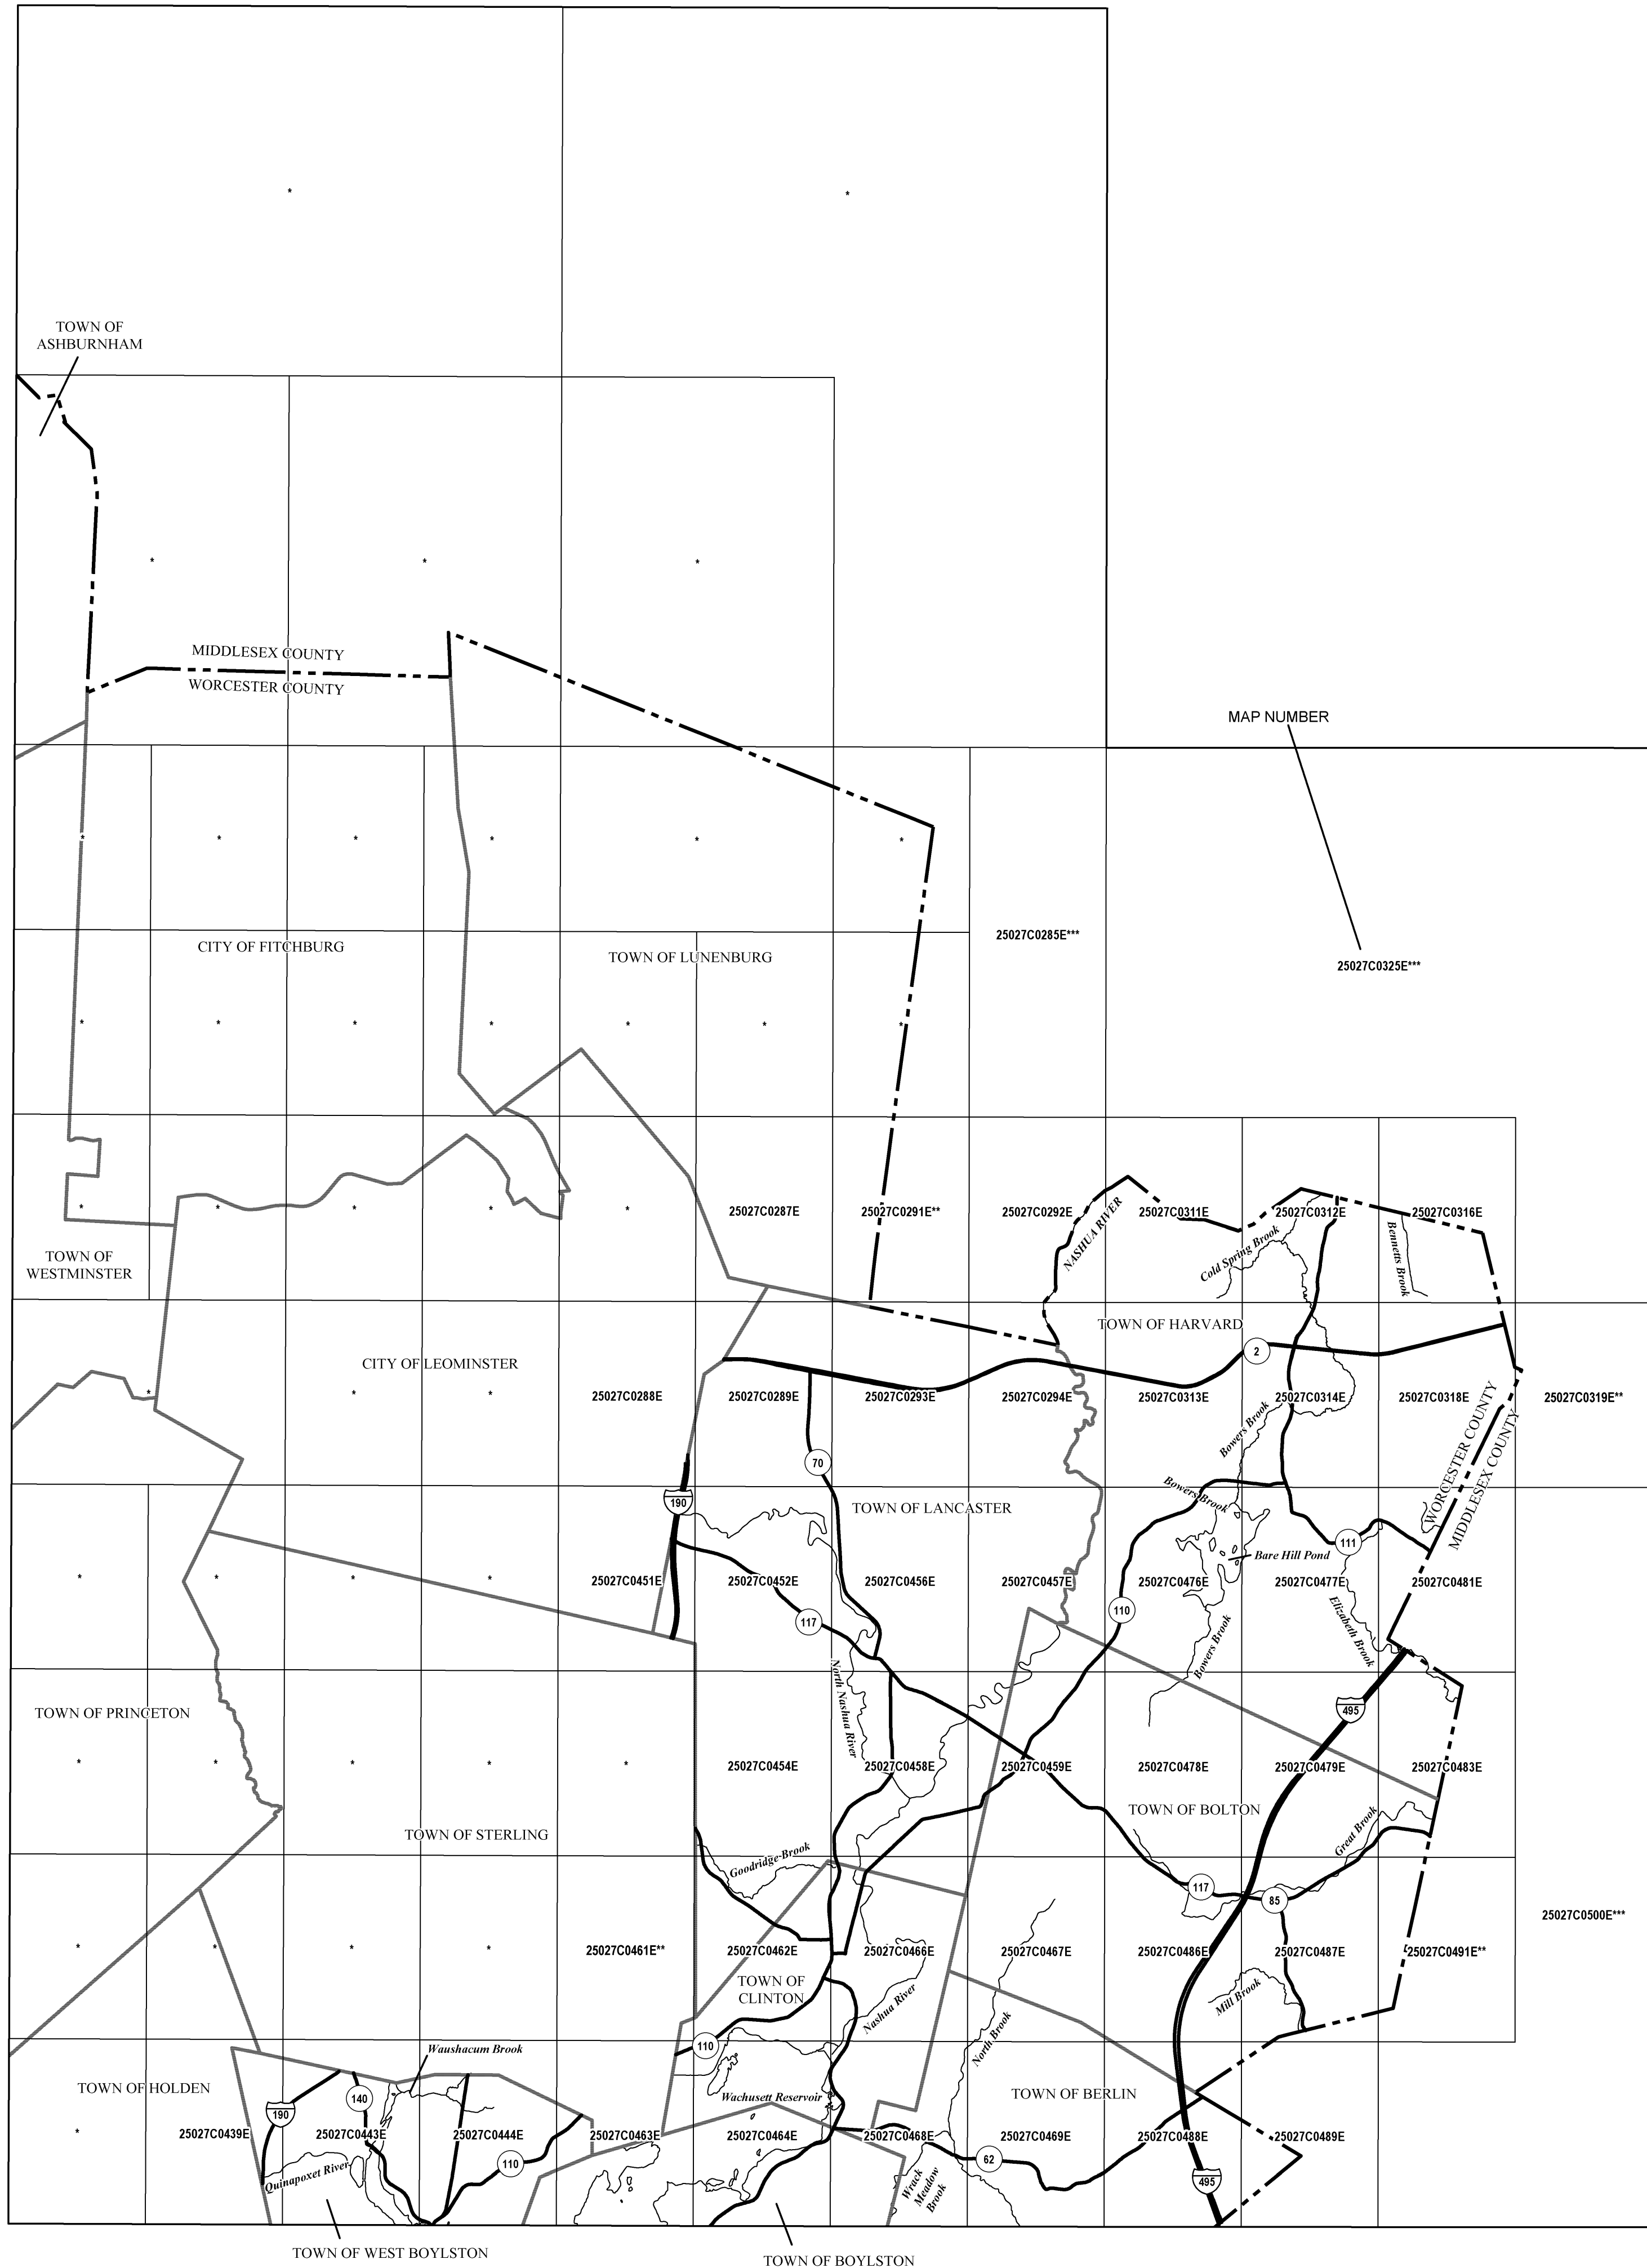 * *
TOWN OF
ASHBURNHAM
* * *
MIDDLESEX COUNTY
WORCESTER COUNTY
MAP NUMBER
* * * * * *
25027C0285E***
CITY OF FITCHBURG
TOWN OF LUNENBURG
25027C0325E***
* * * * * * *
* * * * *
25027C0287E
25027C0291E**
25027C0292E
25027C0311E
25027C0312E
25027C0316E
NASHUA RIVER
Cold Spring Brook
Bennetts Brook
TOWN OF
WESTMINSTER
TOWN OF HARVARD
2
CITY OF LEOMINSTER
* * *
25027C0288E
25027C0289E
25027C0293E
25027C0294E
25027C0313E
25027C0314E
25027C0318E
25027C0319E**
Bowers Brook
WORCESTER COUNTY
MIDDLESEX COUNTY
70
190
Bowers Brook
TOWN OF LANCASTER
111
Bare Hill Pond
* * * *
25027C0451E
25027C0452E
25027C0456E
25027C0457E
25027C0476E
25027C0477E
25027C0481E
117
110
Bowers Brook
Elizabeth Brook
North Nashua River
TOWN OF PRINCETON
495
* * * * *
25027C0454E
25027C0458E
25027C0459E
25027C0478E
25027C0479E
25027C0483E
TOWN OF BOLTON
Great Brook
TOWN OF STERLING
Goodridge Brook
117
85
25027C0500E***
* * * *
25027C0461E**
25027C0462E
25027C0466E
25027C0467E
25027C0486E
25027C0487E
25027C0491E**
TOWN OF
CLINTON
Nashua River
Mill Brook
North Brook
110
Waushacum Brook
TOWN OF HOLDEN
140
190
Wachusett Reservoir
TOWN OF BERLIN
*
25027C0439E
25027C0443E
25027C0444E
25027C0463E
25027C0464E
25027C0468E
25027C0469E
25027C0488E
25027C0489E
110
62
Quinapoxet River
Wrack
Meadow
Brook
495
TOWN OF WEST BOYLSTON
TOWN OF BOYLSTON